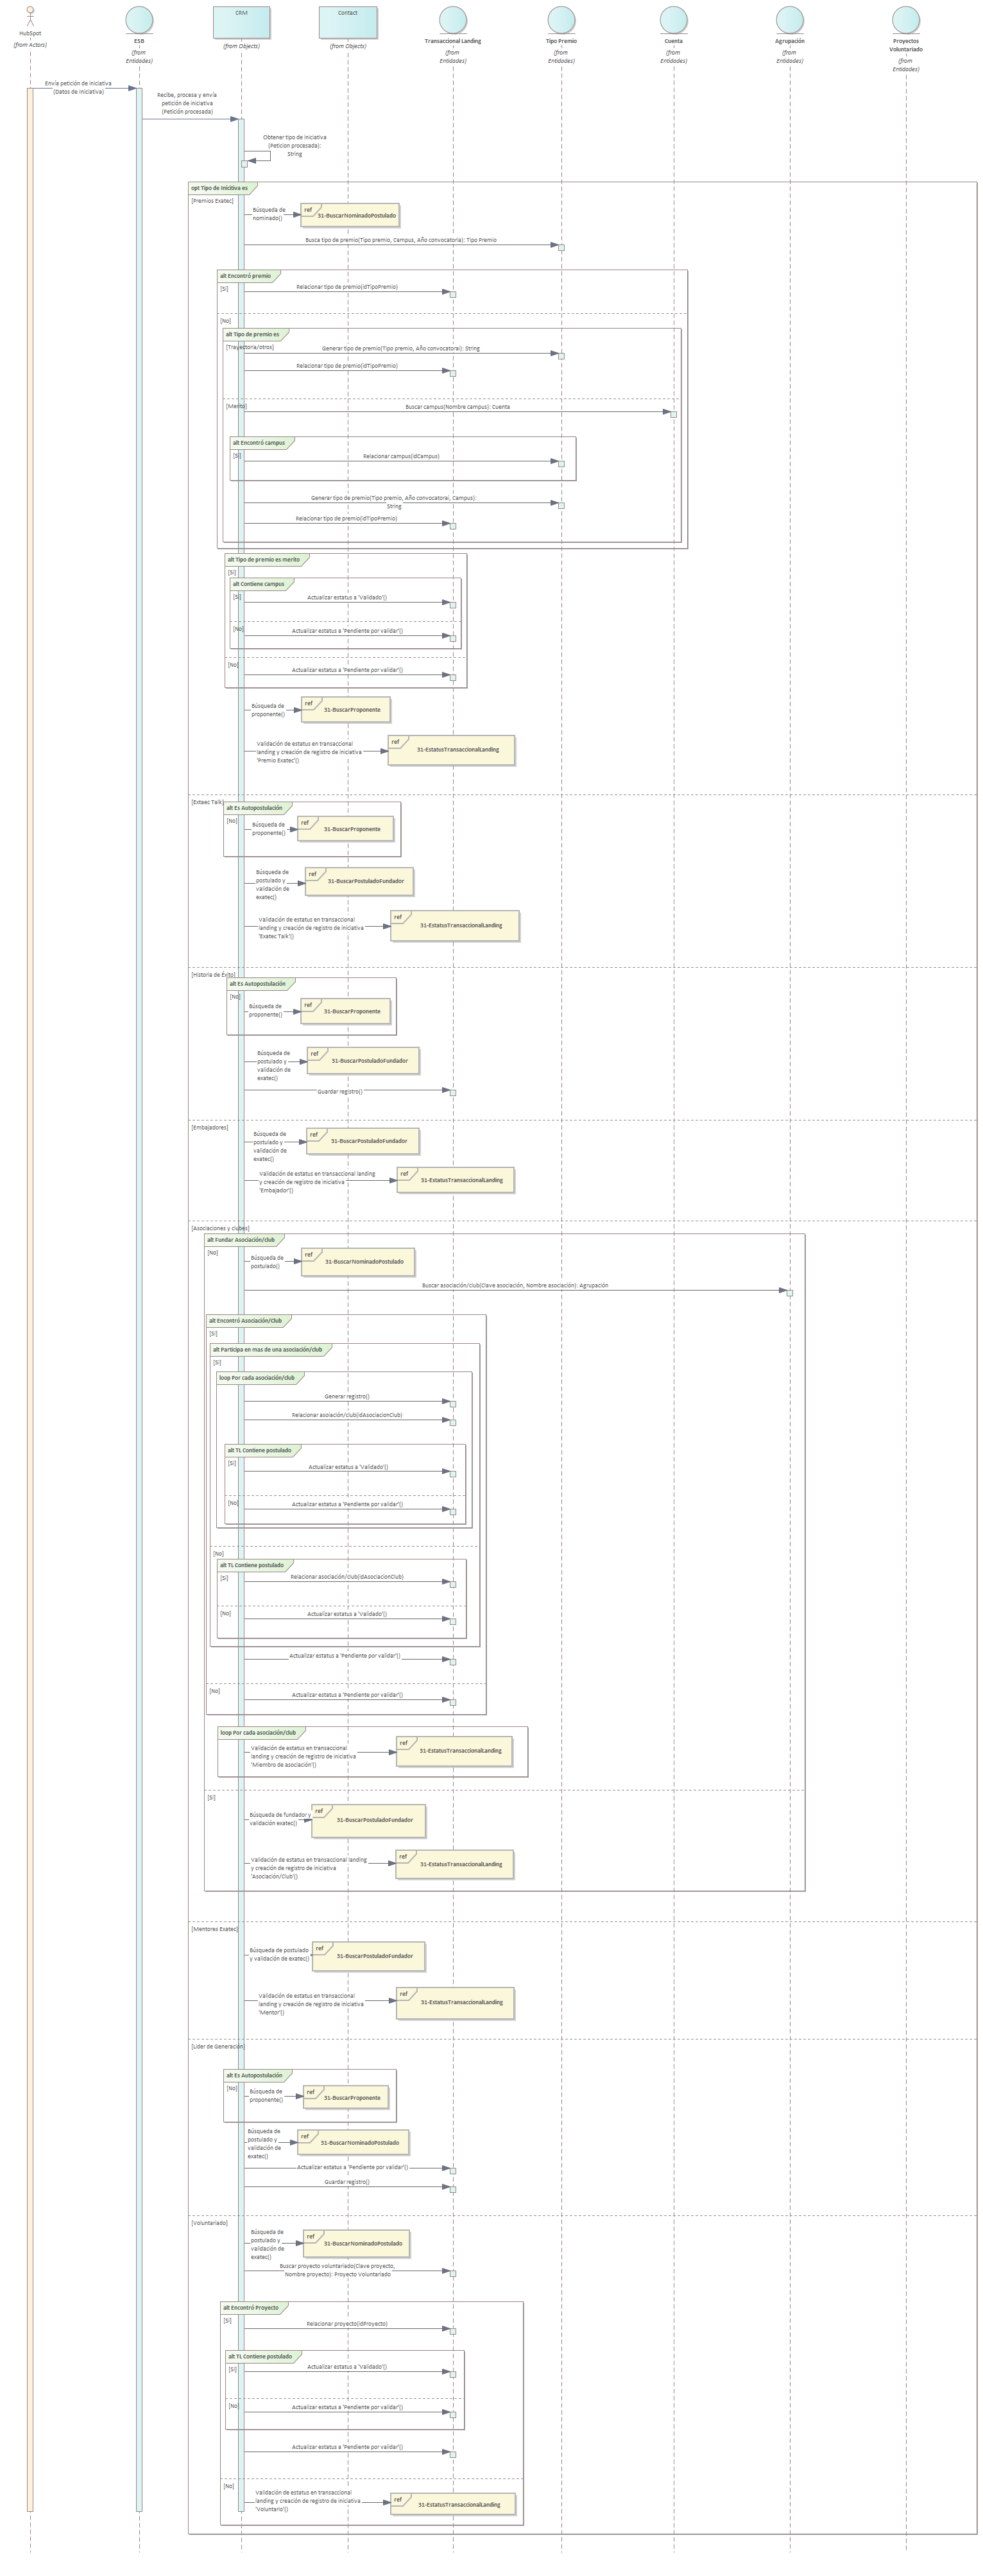 HubSpot
(from Actors)
ESB
(from
Entidades)
CRM
(from Objects)
Contact
(from Objects)
Transaccional Landing
(from
Entidades)
Tipo Premio
(from
Entidades)
Cuenta
(from
Entidades)
Agrupación
(from
Entidades)
Proyectos
Voluntariado
(from
Entidades)
Envía petición de iniciativa
(Datos de Iniciativa)
Recibe, procesa y envía
petición de iniciativa
(Petición procesada)
Obtener tipo de iniciativa
(Peticion procesada):
String
opt Tipo de Inicitiva es
[Premios Exatec]
Búsqueda de
nominado()
ref
31-BuscarNominadoPostulado
Busca tipo de premio(Tipo premio, Campus, Año convocatoria): Tipo Premio
alt Encontró premio
[Si]
Relacionar tipo de premio(idTipoPremio)
[No]
alt Tipo de premio es
[Trayectoria/otros]
Generar tipo de premio(Tipo premio, Año convocatorai): String
Relacionar tipo de premio(idTipoPremio)
[Merito]
Buscar campus(Nombre campus): Cuenta
alt Encontró campus
[Si]
Relacionar campus(idCampus)
Generar tipo de premio(Tipo premio, Año convocatorai, Campus):
String
Relacionar tipo de premio(idTipoPremio)
alt Tipo de premio es merito
[Si]
alt Contiene campus
[Si]
Actualizar estatus a 'Validado'()
[No]
Actualizar estatus a 'Pendiente por validar'()
[No]
Actualizar estatus a 'Pendiente por validar'()
Búsqueda de
proponente()
ref
31-BuscarProponente
Validación de estatus en transaccional
landing y creación de registro de iniciativa
'Premio Exatec'()
ref
31-EstatusTransaccionalLanding
[Extaec Talk]
alt Es Autopostulación
[No]
Búsqueda de
proponente()
ref
31-BuscarProponente
Búsqueda de
postulado y
validación de
exatec()
ref
31-BuscarPostuladoFundador
Validación de estatus en transaccional
landing y creación de registro de iniciativa
'Exatec Talk'()
ref
31-EstatusTransaccionalLanding
[Historia de Éxito]
alt Es Autopostulación
[No]
Búsqueda de
proponente()
ref
31-BuscarProponente
Búsqueda de
postulado y
validación de
exatec()
ref
31-BuscarPostuladoFundador
Guardar registro()
[Embajadores]
Búsqueda de
postulado y
validación de
exatec()
ref
31-BuscarPostuladoFundador
Validación de estatus en transaccional landing
y creación de registro de iniciativa
'Embajador'()
ref
31-EstatusTransaccionalLanding
[Asociaciones y clubes]
alt Fundar Asociación/club
[No]
Búsqueda de
postulado()
ref
31-BuscarNominadoPostulado
Buscar asociación/club(Clave asociación, Nombre asociación): Agrupación
alt Encontró Asociación/Club
[Si]
alt Participa en mas de una asociación/club
[Si]
loop Por cada asociación/club
Generar registro()
Relacionar asoiación/club(idAsociacionClub)
alt TL Contiene postulado
[Si]
Actualizar estatus a 'Validado'()
[No]
Actualizar estatus a 'Pendiente por validar'()
[No]
alt TL Contiene postulado
[Si]
Relacionar asociación/club(idAsociacionClub)
[No]
Actualizar estatus a 'Validado'()
Actualizar estatus a 'Pendiente por validar'()
[No]
Actualizar estatus a 'Pendiente por validar'()
loop Por cada asociación/club
Validación de estatus en transaccional
landing y creación de registro de iniciativa
'Miembro de asociación'()
ref
31-EstatusTransaccionalLanding
[Si]
Búsqueda de fundador y
validación exatec()
ref
31-BuscarPostuladoFundador
Validación de estatus en transaccional landing
y creación de registro de iniciativa
'Asociación/Club'()
ref
31-EstatusTransaccionalLanding
[Mentores Exatec]
Búsqueda de postulado
y validación de exatec()
ref
31-BuscarPostuladoFundador
Validación de estatus en transaccional
landing y creación de registro de iniciativa
'Mentor'()
ref
31-EstatusTransaccionalLanding
[Líder de Generación]
alt Es Autopostulación
[No]
Búsqueda de
proponente()
ref
31-BuscarProponente
Búsqueda de
postulado y
validación de
exatec()
ref
31-BuscarNominadoPostulado
Actualizar estatus a 'Pendiente por validar'()
Guardar registro()
[Voluntariado]
Búsqueda de
postulado y
validación de
exatec()
ref
31-BuscarNominadoPostulado
Buscar proyecto voluntariado(Clave proyecto,
Nombre proyecto): Proyecto Voluntariado
alt Encontró Proyecto
[Si]
Relacionar proyecto(idProyecto)
alt TL Contiene postulado
[Si]
Actualizar estatus a 'Validado'()
[No]
Actualizar estatus a 'Pendiente por validar'()
Actualizar estatus a 'Pendiente por validar'()
[No]
Validación de estatus en transaccional
landing y creación de registro de iniciativa
'Voluntario'()
ref
31-EstatusTransaccionalLanding